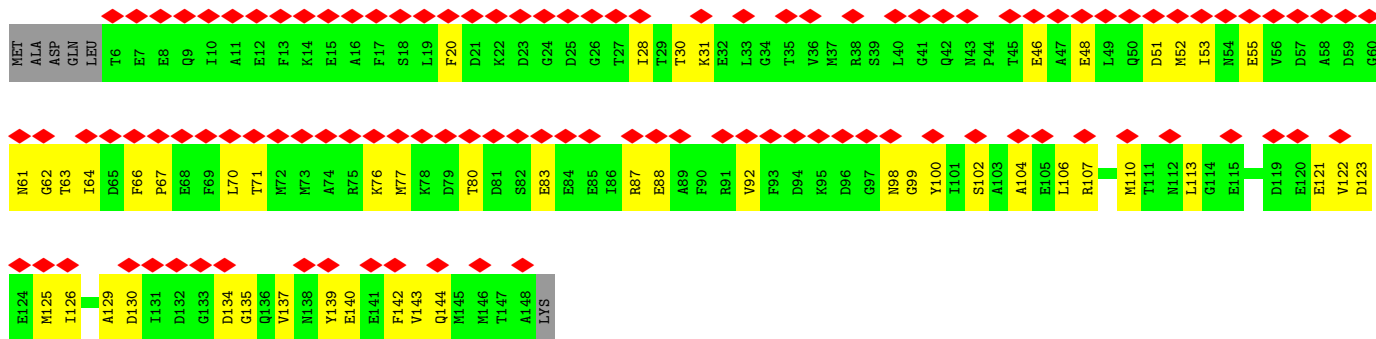 MET ALA ASP GLN LEU T6 E7 E8 Q9 I10 A11 E12 F13 K14 E15 A16 F17 S18 L19 F20 D21 K22 D23 G24 D25 G26 T27 I28 T29 T30 K31 E32 L33 G34 T35 V36 M37 R38 S39 L40 G41 Q42 N43 P44 T45 E46 A47 E48 L49 Q50 D51 M52 I53 N54 E55 V56 D57 A58 D59 G60
N61 G62 T63 I64 D65 F66 P67 E68 F69 L70 T71 M72 M73 A74 R75 K76 M77 K78 D79 T80 D81 S82 E83 E84 E85 I86 R87 E88 A89 F90 R91 V92 F93 D94 K95 D96 G97 N98 G99 Y100 I101 S102 A103 A104 E105 L106 R107 M110 T111 N112 L113 G114 E115 D119 E120 E121 V122 D123
E124 M125 I126 A129 D130 I131 D132 G133 D134 G135 Q136 V137 N138 Y139 E140 E141 F142 V143 Q144 M145 M146 T147 A148 LYS